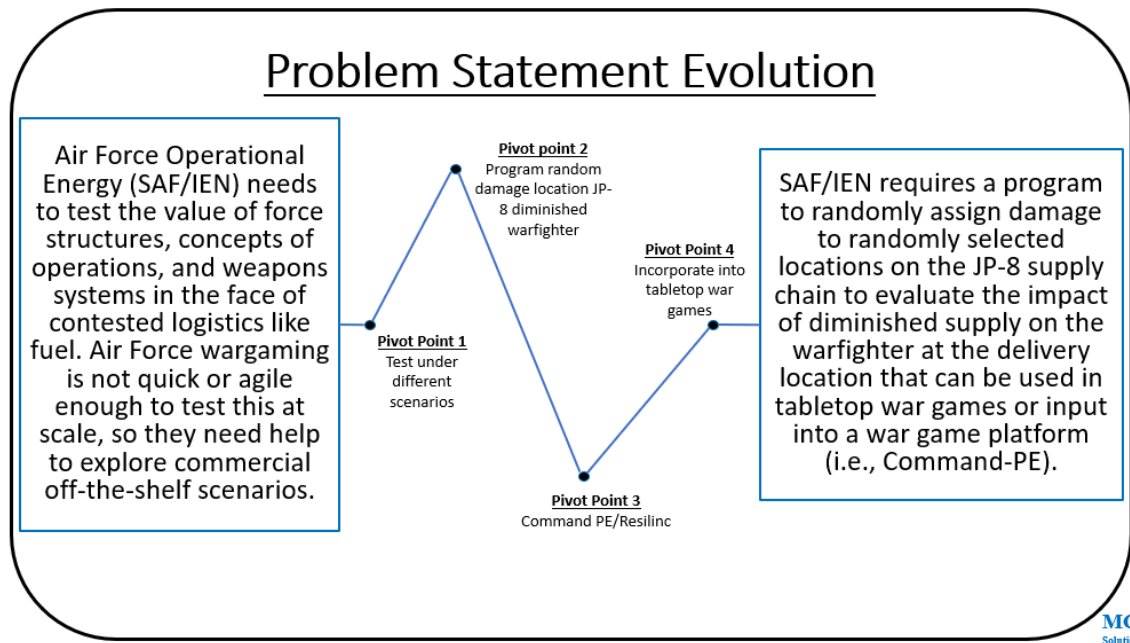 Problem Statement Evolution
Air Force Operational
Energy (SAF/IEN) needs
to test the value of force
structures, concepts of
operations, and weapons
systems in the face of
contested logistics like
fuel. Air Force wargaming
is not quick or agile
enough to test this at
scale, so they need help
to explore commercial
off-the-shelf scenarios.
Pivot Point 1
Test under
different
scenarios
Pivot point 2
Program random
damage location JP-
8 diminished
warfighter
Pivot Point 3
Command PE/Resilinc
Pivot Point 4
Incorporate into
tabletop war
games
SAF/IEN requires a program
to randomly assign damage
to randomly selected
locations on the JP-8 supply
chain to evaluate the impact
of diminished supply on the
warfighter at the delivery
location that can be used in
tabletop war games or input
into a war game platform
(i.e., Command-PE).